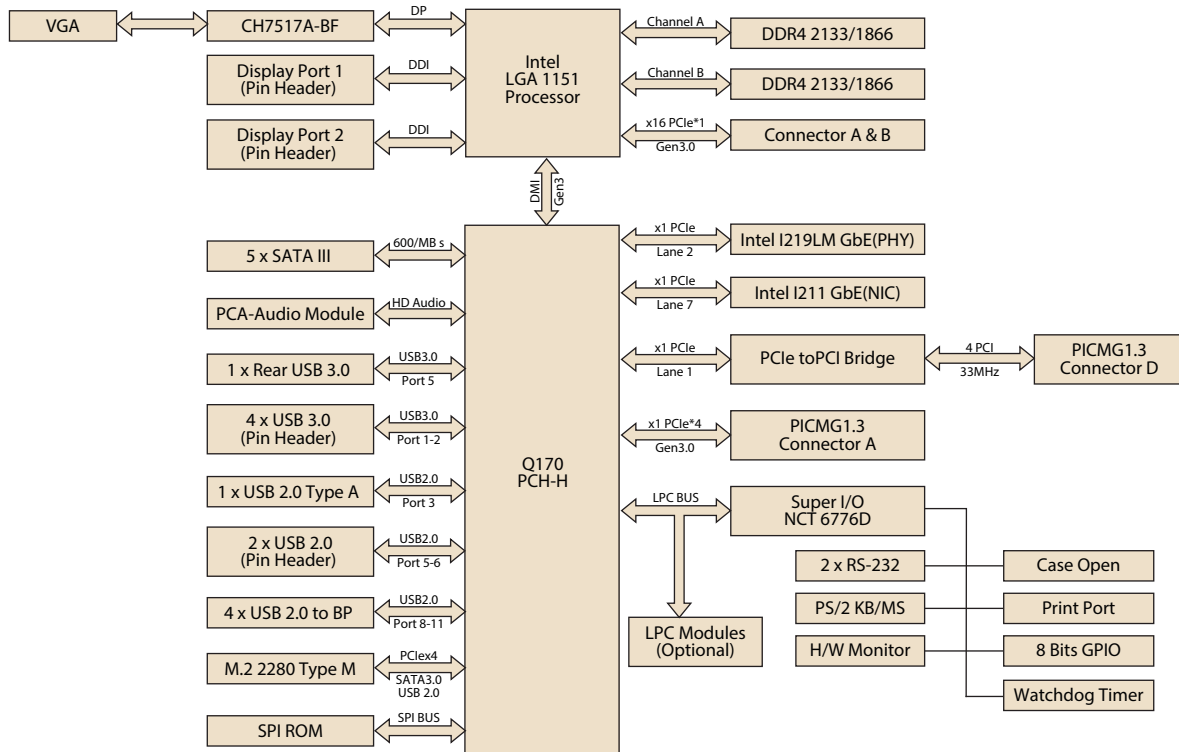 VGA
CH7517A-BF
DP
Display Port 1
(Pin Header)
DDI
Display Port 2
(Pin Header)
DDI
Intel
LGA 1151
Processor
Channel A
DDR4 2133/1866
Channel B
DDR4 2133/1866
x16 PCIe*1
Gen3.0
Connector A & B
DMI
Gen3
5 x SATA III
600/MB s
PCA-Audio Module
HD Audio
1 x Rear USB 3.0
USB3.0
Port 5
4 x USB 3.0
(Pin Header)
USB3.0
Port 1-2
1 x USB 2.0 Type A
USB2.0
Port 3
2 x USB 2.0
(Pin Header)
USB2.0
Port 5-6
4 x USB 2.0 to BP
USB2.0
Port 8-11
M.2 2280 Type M
PCIex4
SATA3.0
USB 2.0
SPI ROM
SPI BUS
Q170
PCH-H
x1 PCIe
Lane 2
Intel I219LM GbE(PHY)
x1 PCIe
Lane 7
Intel I211 GbE(NIC)
x1 PCIe
Lane 1
PCIe toPCI Bridge
4 PCI
33MHz
PICMG1.3
Connector D
x1 PCIe*4
Gen3.0
PICMG1.3
Connector A
LPC BUS
Super I/O
NCT 6776D
LPC Modules
(Optional)
2 x RS-232
Case Open
PS/2 KB/MS
Print Port
H/W Monitor
8 Bits GPIO
Watchdog Timer